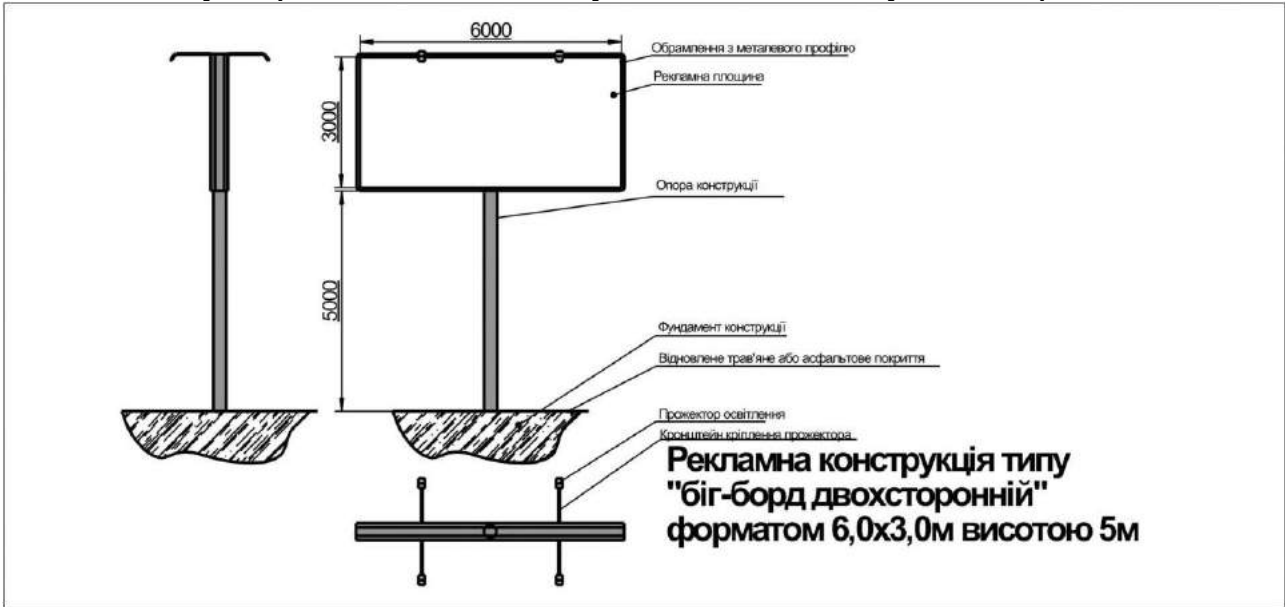 6000
Обрамлення з металевого профілю
Рекламна площина
3000
Опора конструкції
5000
Фундамент конструкції
Відновлене трав'яне або асфальтове покриття
Прожектор освітлення
Кронштейн кріплення прожектора
Рекламна конструкція типу
"біг-борд двохсторонній"
форматом 6,0х3,0м висотою 5м